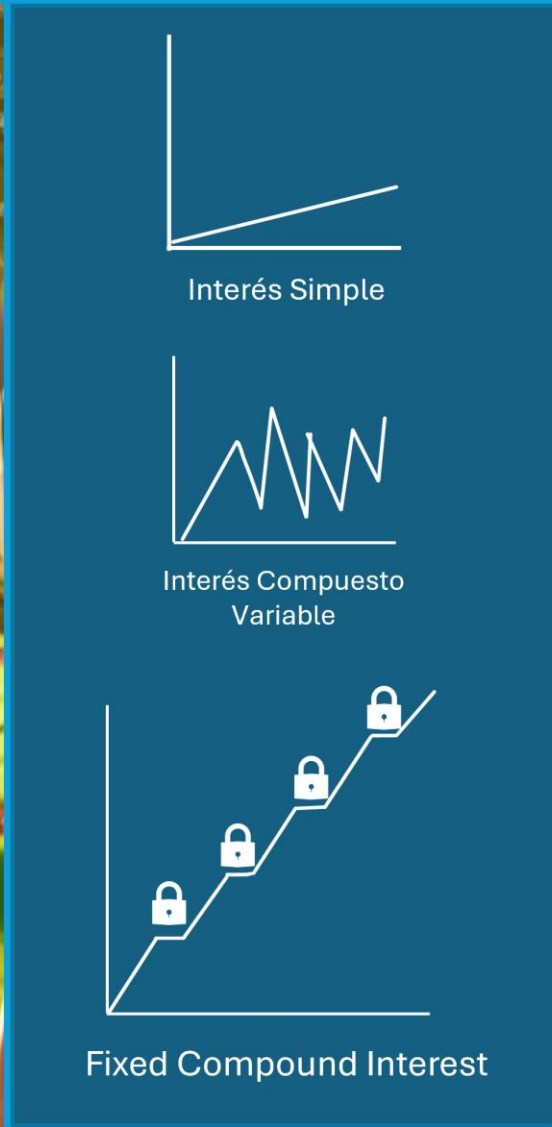 Interés Simple
Interés Compuesto
Variable
Fixed Compound Interest